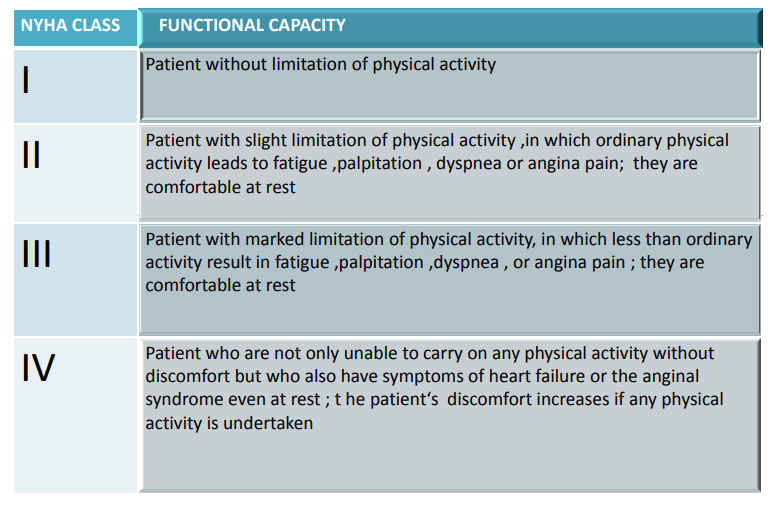 NYHA CLASS FUNCTIONAL CAPACITY
I
Patient without limitation of physical activity
II
Patient with slight limitation of physical activity ,in which ordinary physical
activity leads to fatigue ,palpitation , dyspnea or angina pain;  they are
comfortable at rest
III
Patient with marked limitation of physical activity, in which less than ordinary
activity result in fatigue ,palpitation ,dyspnea , or angina pain ; they are
comfortable at rest
IV
Patient who are not only unable to carry on any physical activity without
discomfort but who also have symptoms of heart failure or the anginal
syndrome even at rest ; t he patient‘s  discomfort increases if any physical
activity is undertaken